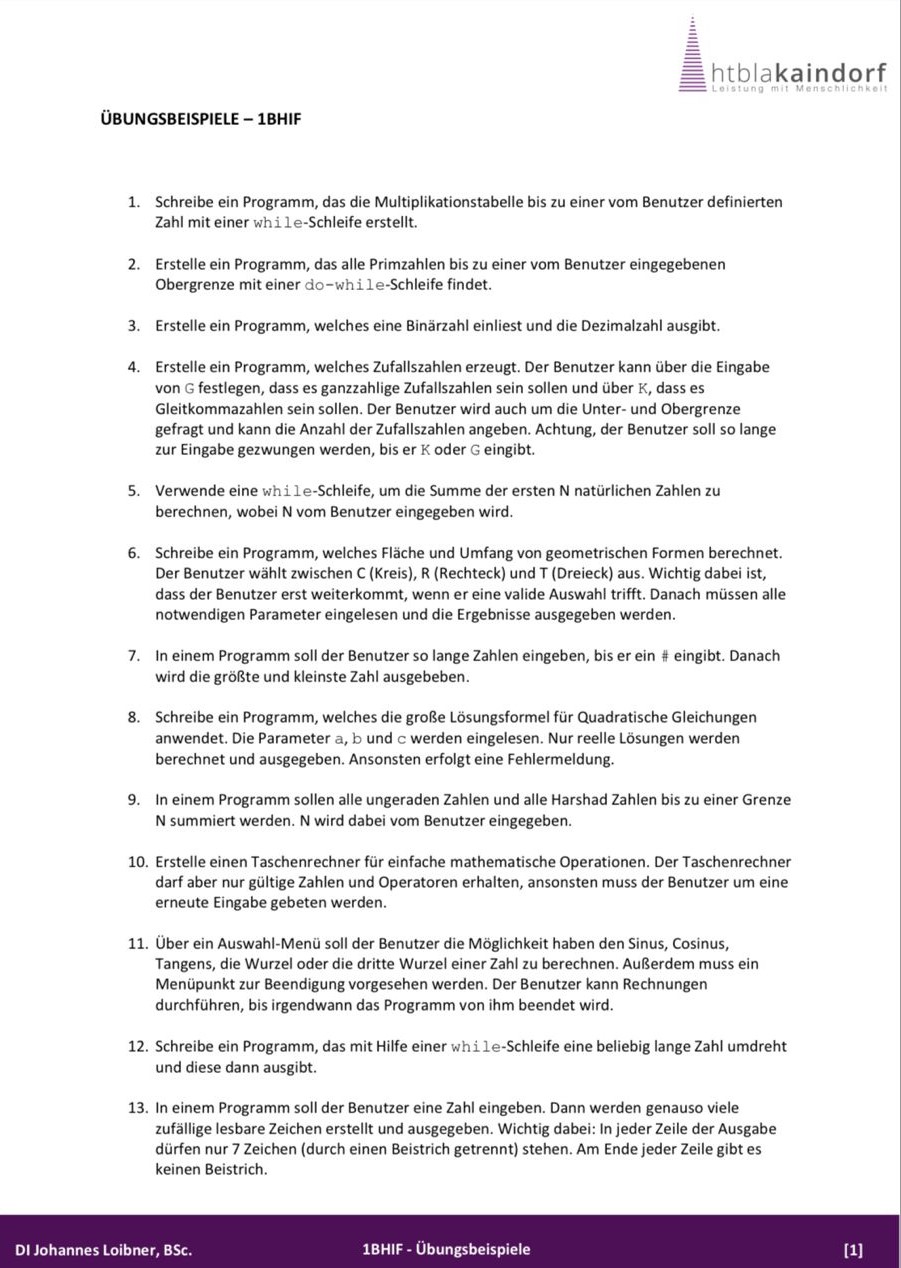 htblakaindorf
Leistung mit Menschlichkeit
ÜBUNGSBEISPIELE – 1BHIF
1. Schreibe ein Programm, das die Multiplikationstabelle bis zu einer vom Benutzer definierten
Zahl mit einer while-Schleife erstellt.
2. Erstelle ein Programm, das alle Primzahlen bis zu einer vom Benutzer eingegebenen
Obergrenze mit einer do-while-Schleife findet.
3. Erstelle ein Programm, welches eine Binärzahl einliest und die Dezimalzahl ausgibt.
4. Erstelle ein Programm, welches Zufallszahlen erzeugt. Der Benutzer kann über die Eingabe
von G festlegen, dass es ganzzahlige Zufallszahlen sein sollen und über K, dass es
Gleitkommazahlen sein sollen. Der Benutzer wird auch um die Unter- und Obergrenze
gefragt und kann die Anzahl der Zufallszahlen angeben. Achtung, der Benutzer soll so lange
zur Eingabe gezwungen werden, bis er K oder G eingibt.
5. Verwende eine while-Schleife, um die Summe der ersten N natürlichen Zahlen zu
berechnen, wobei N vom Benutzer eingegeben wird.
6. Schreibe ein Programm, welches Fläche und Umfang von geometrischen Formen berechnet.
Der Benutzer wählt zwischen C (Kreis), R (Rechteck) und T (Dreieck) aus. Wichtig dabei ist,
dass der Benutzer erst weiterkommt, wenn er eine valide Auswahl trifft. Danach müssen alle
notwendigen Parameter eingelesen und die Ergebnisse ausgegeben werden.
7. In einem Programm soll der Benutzer so lange Zahlen eingeben, bis er ein # eingibt. Danach
wird die größte und kleinste Zahl ausgebeben.
8. Schreibe ein Programm, welches die große Lösungsformel für Quadratische Gleichungen
anwendet. Die Parameter a, b und c werden eingelesen. Nur reelle Lösungen werden
berechnet und ausgegeben. Ansonsten erfolgt eine Fehlermeldung.
9. In einem Programm sollen alle ungeraden Zahlen und alle Harshad Zahlen bis zu einer Grenze
N summiert werden. N wird dabei vom Benutzer eingegeben.
10. Erstelle einen Taschenrechner für einfache mathematische Operationen. Der Taschenrechner
darf aber nur gültige Zahlen und Operatoren erhalten, ansonsten muss der Benutzer um eine
erneute Eingabe gebeten werden.
11. Über ein Auswahl-Menü soll der Benutzer die Möglichkeit haben den Sinus, Cosinus,
Tangens, die Wurzel oder die dritte Wurzel einer Zahl zu berechnen. Außerdem muss ein
Menüpunkt zur Beendigung vorgesehen werden. Der Benutzer kann Rechnungen
durchführen, bis irgendwann das Programm von ihm beendet wird.
12. Schreibe ein Programm, das mit Hilfe einer while-Schleife eine beliebig lange Zahl umdreht
und diese dann ausgibt.
13. In einem Programm soll der Benutzer eine Zahl eingeben. Dann werden genauso viele
zufällige lesbare Zeichen erstellt und ausgegeben. Wichtig dabei: In jeder Zeile der Ausgabe
dürfen nur 7 Zeichen (durch einen Beistrich getrennt) stehen. Am Ende jeder Zeile gibt es
keinen Beistrich.
DI Johannes Loibner, BSc. 1BHIF - Übungsbeispiele [1]